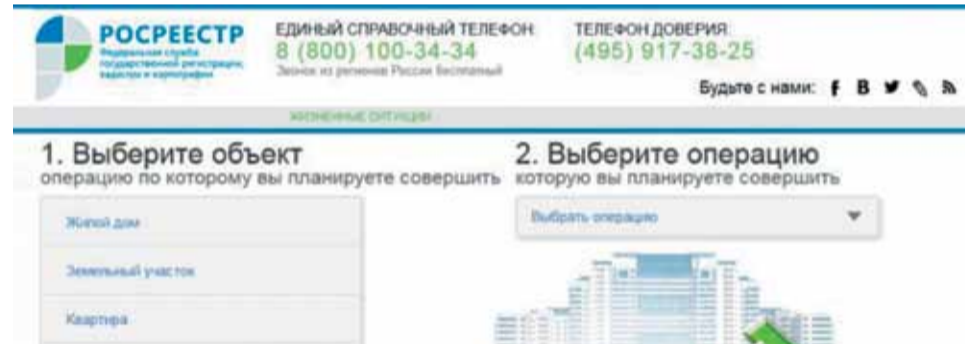 РОСРЕЕСТР
Федеральная служба
государственной регистрации,
кадастра и картографии
ЕДИНЫЙ СПРАВОЧНЫЙ ТЕЛЕФОН:
8 (800) 100-34-34
Звонок из регионов России бесплатный
ТЕЛЕФОН ДОВЕРИЯ:
(495) 917-38-25
Будьте с нами:
ЖИЗНЕННЫЕ СИТУАЦИИ
1. Выберите объект
операцию по которому вы планируете совершить
Жилой дом
Земельный участок
Квартира
2. Выберите операцию
которую вы планируете совершить
Выбрать операцию